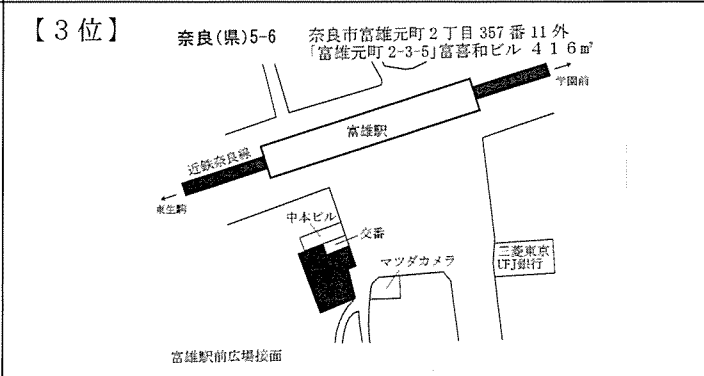 【3位】
奈良(県)5-6
奈良市富雄元町2丁目357番11外
「富雄元町2-3-5」富喜和ビル 416㎡
学園前
富雄駅
近鉄奈良線
東生駒
中本ビル
交番
マツダカメラ
三菱東京
UFJ銀行
富雄駅前広場接面